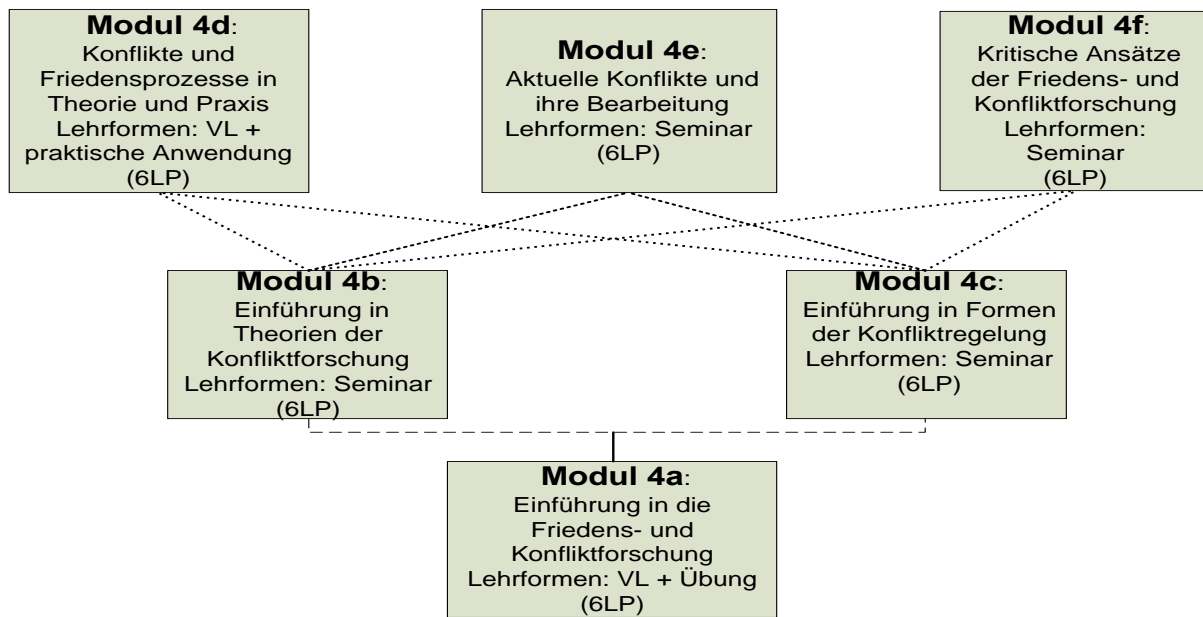 Modul 4d:
Konflikte und
Friedensprozesse in
Theorie und Praxis
Lehrformen: VL +
praktische Anwendung
(6LP)
Modul 4e:
Aktuelle Konflikte und
ihre Bearbeitung
Lehrformen: Seminar
(6LP)
Modul 4f:
Kritische Ansätze
der Friedens- und
Konfliktforschung
Lehrformen:
Seminar
(6LP)
Modul 4b:
Einführung in
Theorien der
Konfliktforschung
Lehrformen: Seminar
(6LP)
Modul 4c:
Einführung in Formen
der Konfliktregelung
Lehrformen: Seminar
(6LP)
Modul 4a:
Einführung in die
Friedens- und
Konfliktforschung
Lehrformen: VL + Übung
(6LP)